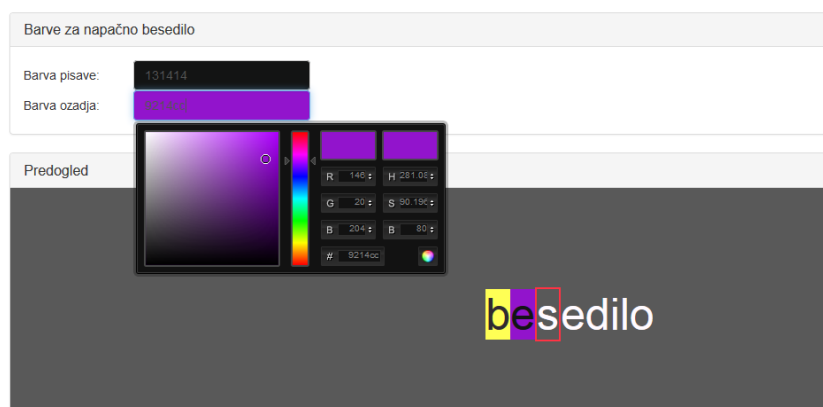 Barve za napačno besedilo
Barva pisave: 131414
Barva ozadja:
R 146 H 281.08
G 20 S 90.196
B 204 B 80
# 9214cc
Predogled
besedilo